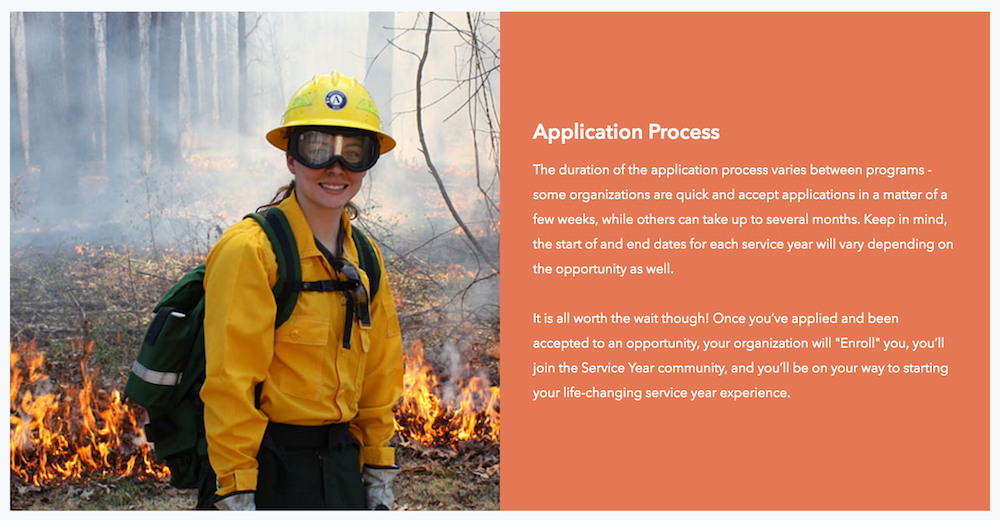 Application Process
The duration of the application process varies between programs -
some organizations are quick and accept applications in a matter of a
few weeks, while others can take up to several months. Keep in mind,
the start of and end dates for each service year will vary depending on
the opportunity as well.
It is all worth the wait though! Once you’ve applied and been
accepted to an opportunity, your organization will "Enroll" you, you’ll
join the Service Year community, and you’ll be on your way to starting
your life-changing service year experience.